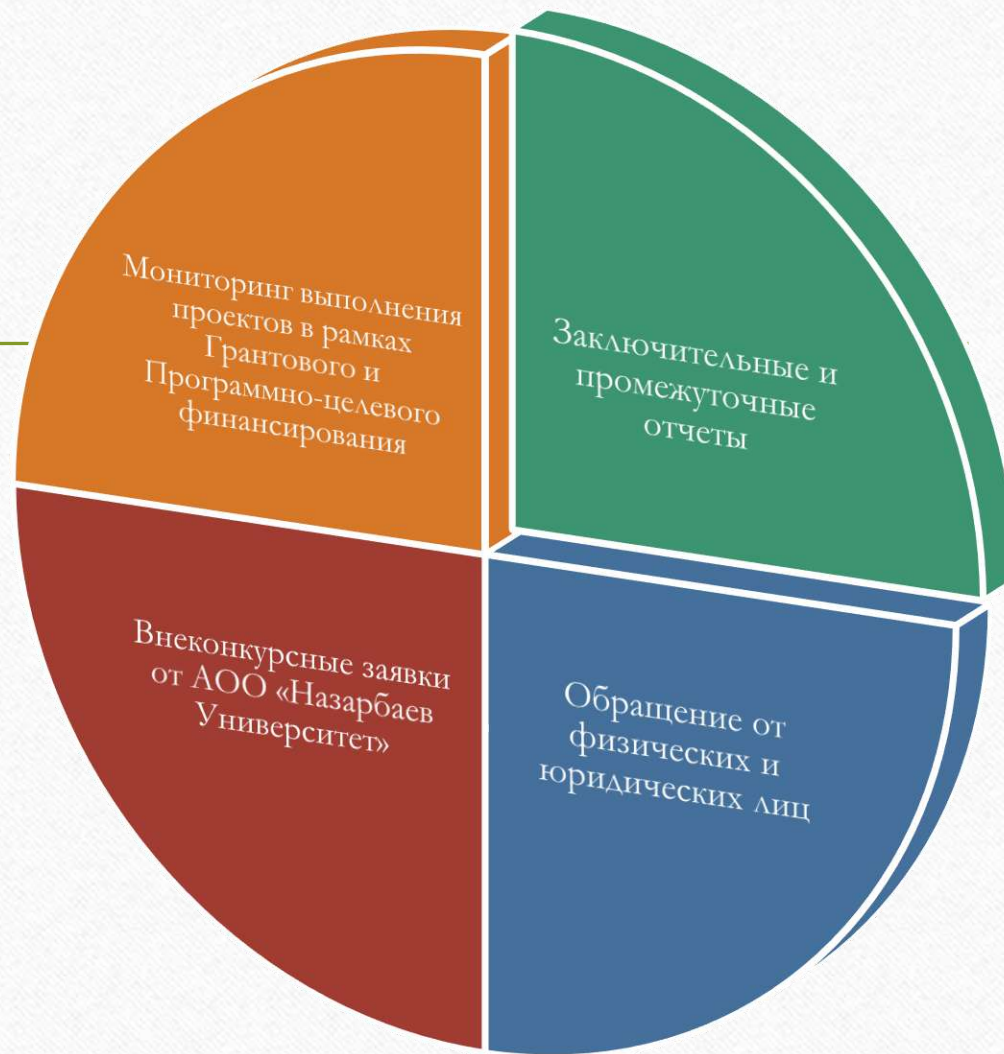 Мониторинг выполнения
проектов в рамках
Грантового и
Программно-целевого
финансирования
Заключительные и
промежуточные
отчеты
Внеконкурсные заявки
от АОО «Назарбаев
Университет»
Обращение от
физических и
юридических лиц